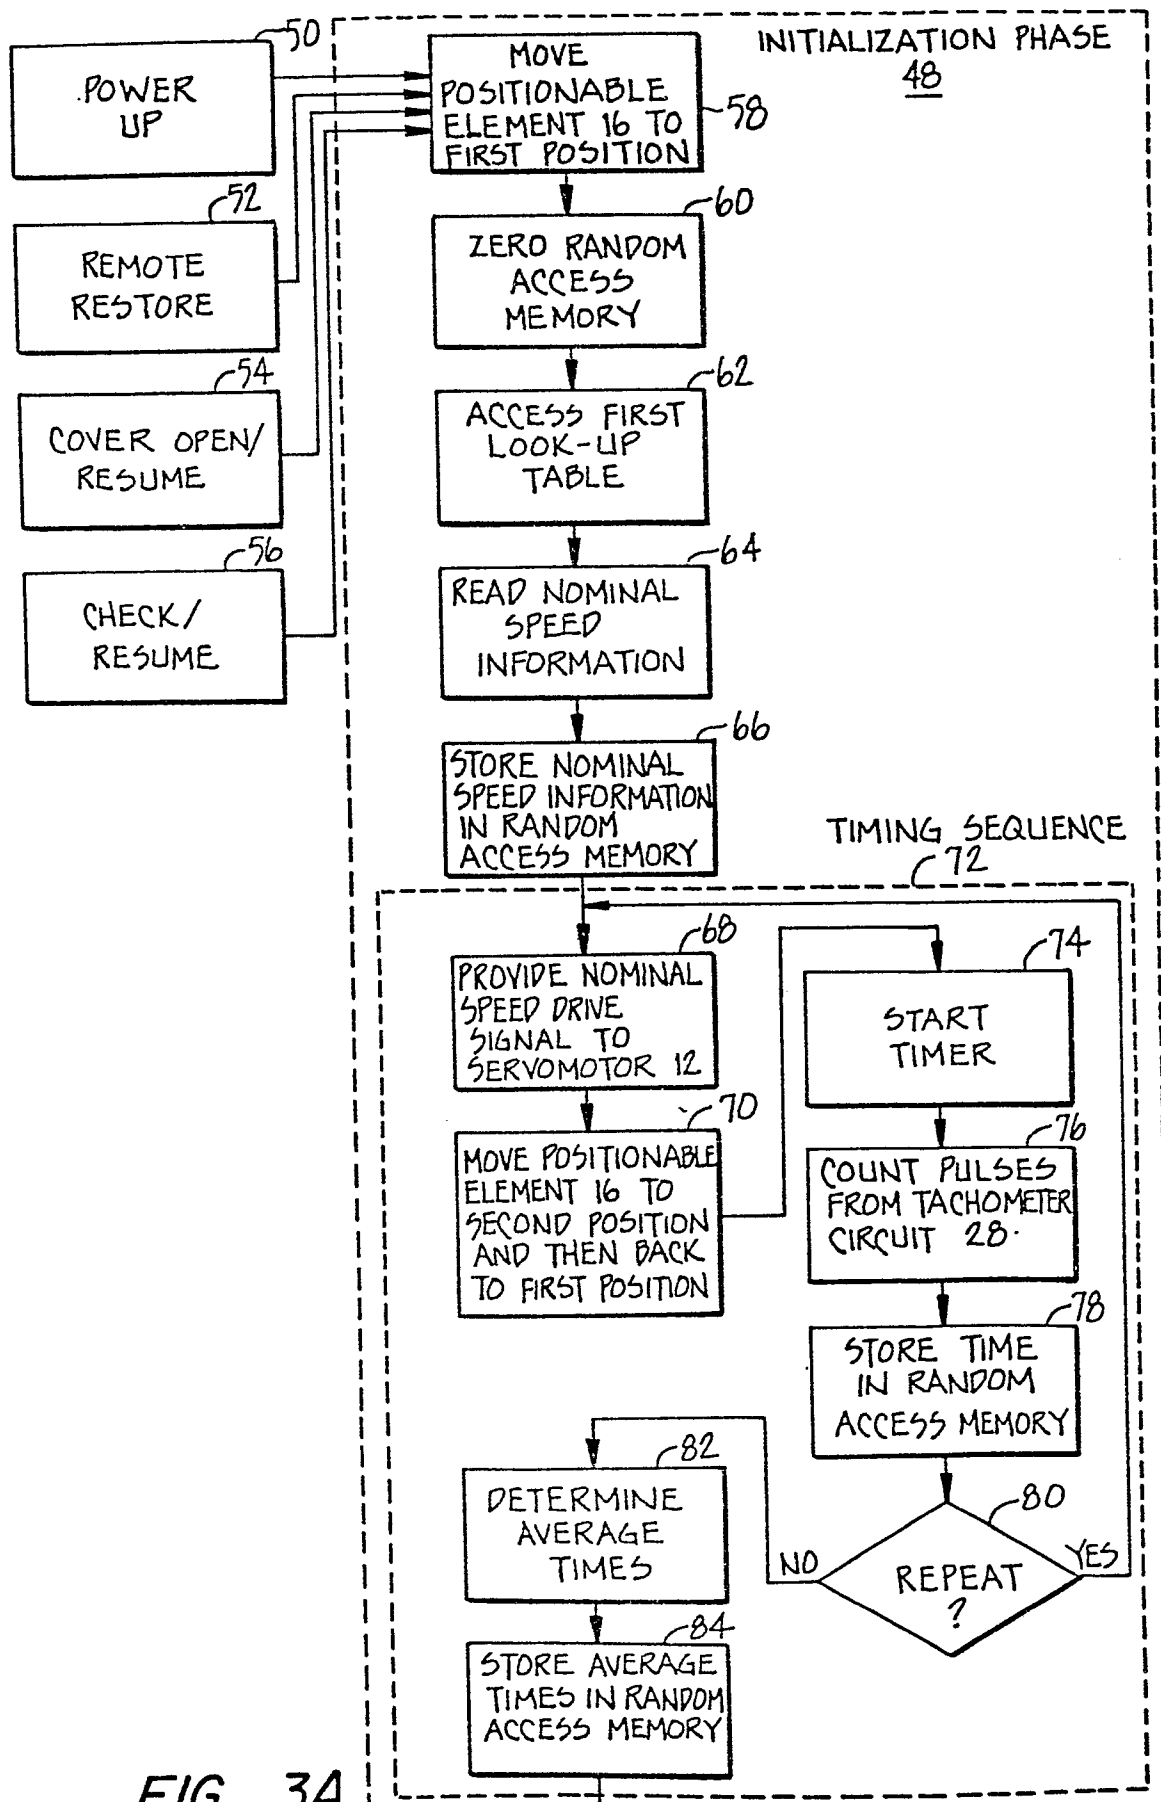 50
POWER
UP
52
REMOTE
RESTORE
54
COVER OPEN/
RESUME
56
CHECK/
RESUME
INITIALIZATION PHASE
48
MOVE
POSITIONABLE
ELEMENT 16 TO
FIRST POSITION
58
60
ZERO RANDOM
ACCESS
MEMORY
62
ACCESS FIRST
LOOK-UP
TABLE
64
READ NOMINAL
SPEED
INFORMATION
66
STORE NOMINAL
SPEED INFORMATION
IN RANDOM
ACCESS MEMORY
TIMING SEQUENCE
72
68
PROVIDE NOMINAL
SPEED DRIVE
SIGNAL TO
SERVOMOTOR 12
70
MOVE POSITIONABLE
ELEMENT 16 TO
SECOND POSITION
AND THEN BACK
TO FIRST POSITION
74
START
TIMER
76
COUNT PULSES
FROM TACHOMETER
CIRCUIT 28.
78
STORE TIME
IN RANDOM
ACCESS MEMORY
80
REPEAT
?
NO
YES
82
DETERMINE
AVERAGE
TIMES
84
STORE AVERAGE
TIMES IN RANDOM
ACCESS MEMORY
FIG. 3A